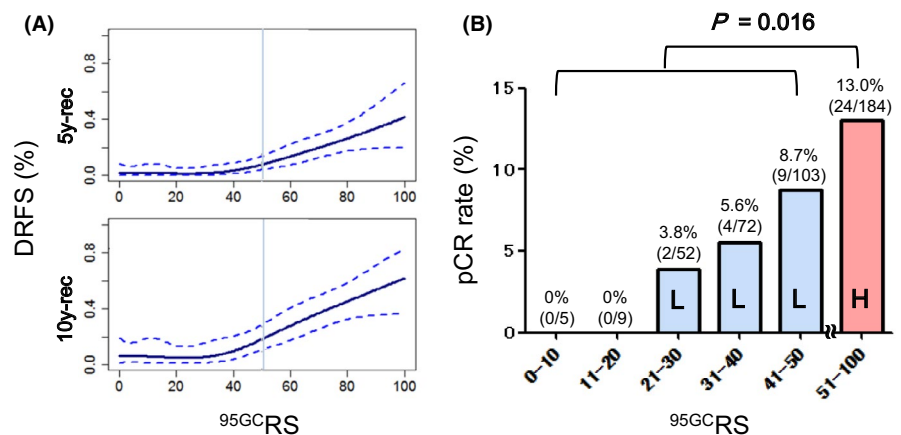 (A)
DRFS (%)
5y-rec
0.8
0.4
0.0
0 20 40 60 80 100
10y-rec
0.8
0.4
0.0
0 20 40 60 80 100
95GCRS
(B)
P = 0.016
pCR rate (%)
15
10
5
0
0%
(0/5)
0%
(0/9)
3.8%
(2/52)
5.6%
(4/72)
8.7%
(9/103)
13.0%
(24/184)
L L L H
0–10 11–20 21–30 31–40 41–50 51–100
95GCRS